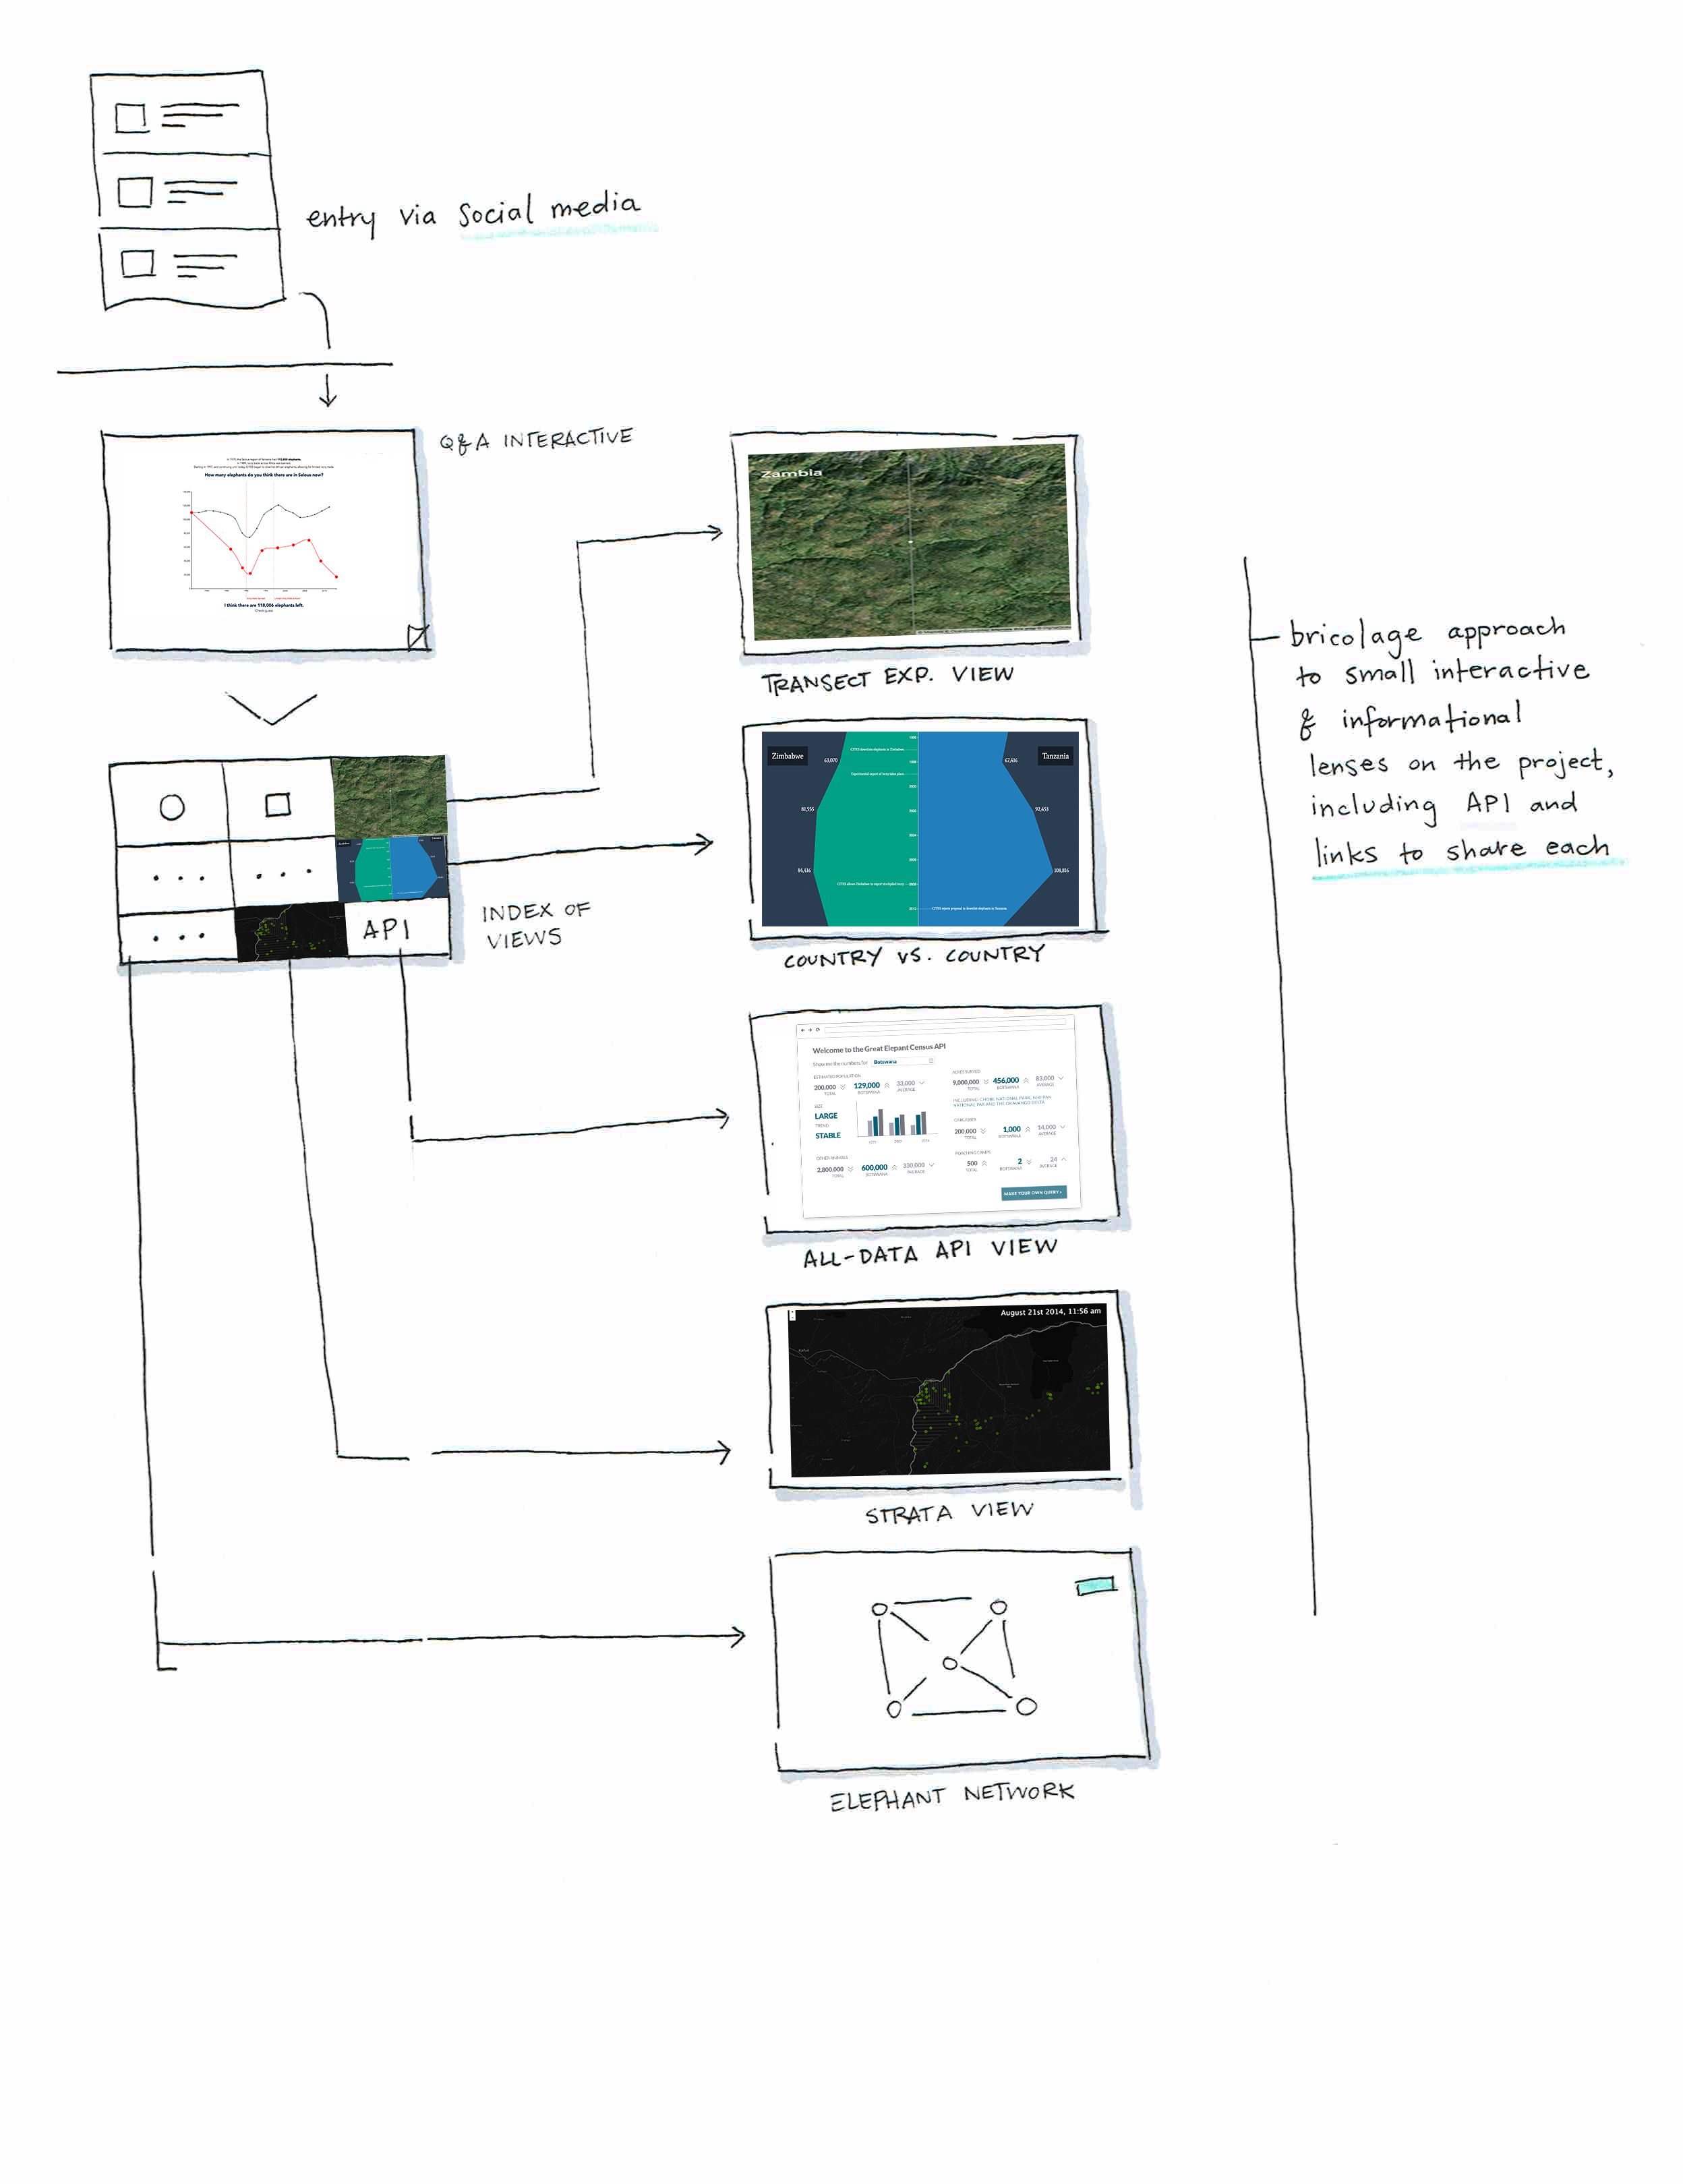 entry via Social media
Q&A INTERACTIVE
How many elephants do you think there are in Selous now?
I think there are 118,006 elephants left.
Check guess
INDEX OF
VIEWS
API
Zambia
TRANSECT EXP. VIEW
Zimbabwe
Tanzania
63,070
67,616
81,555
92,453
84,416
108,816
COUNTRY VS. COUNTRY
Welcome to the Great Elepant Census API
Show me the numbers for Botswana
ESTIMATED POPULATION
200,000 129,000 33,000
TOTAL BOTSWANA AVERAGE
SIZE
LARGE
TREND
STABLE
OTHER ANIMALS
2,800,000 600,000 330,000
TOTAL BOTSWANA AVERAGE
9,000,000 456,000 83,000
TOTAL BOTSWANA AVERAGE
CARCASSES
200,000 1,000 14,000
TOTAL BOTSWANA AVERAGE
POACHING CAMPS
500 2 24
TOTAL BOTSWANA AVERAGE
MAKE YOUR OWN QUERY
ALL-DATA API VIEW
August 21st 2014, 11:56 am
STRATA VIEW
ELEPHANT NETWORK
bricolage approach
to small interactive
& informational
lenses on the project,
including API and
links to share each